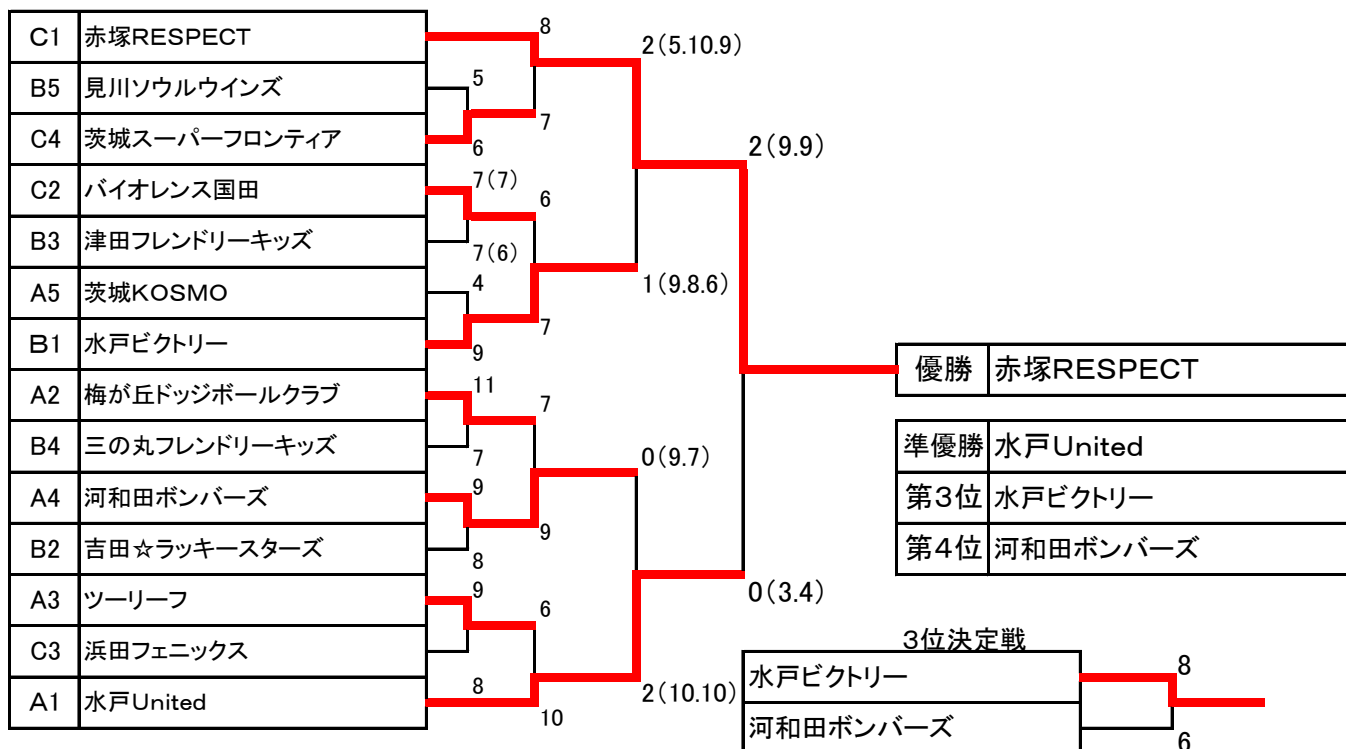 C1 赤塚RESPECT 8
2(5.10.9)
B5 見川ソウルウインズ 5
C4 茨城スーパーフロンティア 6
7
2(9.9)
C2 バイオレンス国田 7(7)
6
B3 津田フレンドリーキッズ 7(6)
A5 茨城KOSMO 4
1(9.8.6)
B1 水戸ビクトリー 9
7
優勝 赤塚RESPECT
A2 梅が丘ドッジボールクラブ 11
7
B4 三の丸フレンドリーキッズ 7
0(9.7)
準優勝 水戸United
A4 河和田ボンバーズ 9
第3位 水戸ビクトリー
9
B2 吉田☆ラッキースターズ 8
第4位 河和田ボンバーズ
A3 ツーリーフ 9
6
0(3.4)
C3 浜田フェニックス 8
3位決定戦
A1 水戸United
10
2(10.10)
水戸ビクトリー 8
河和田ボンバーズ 6